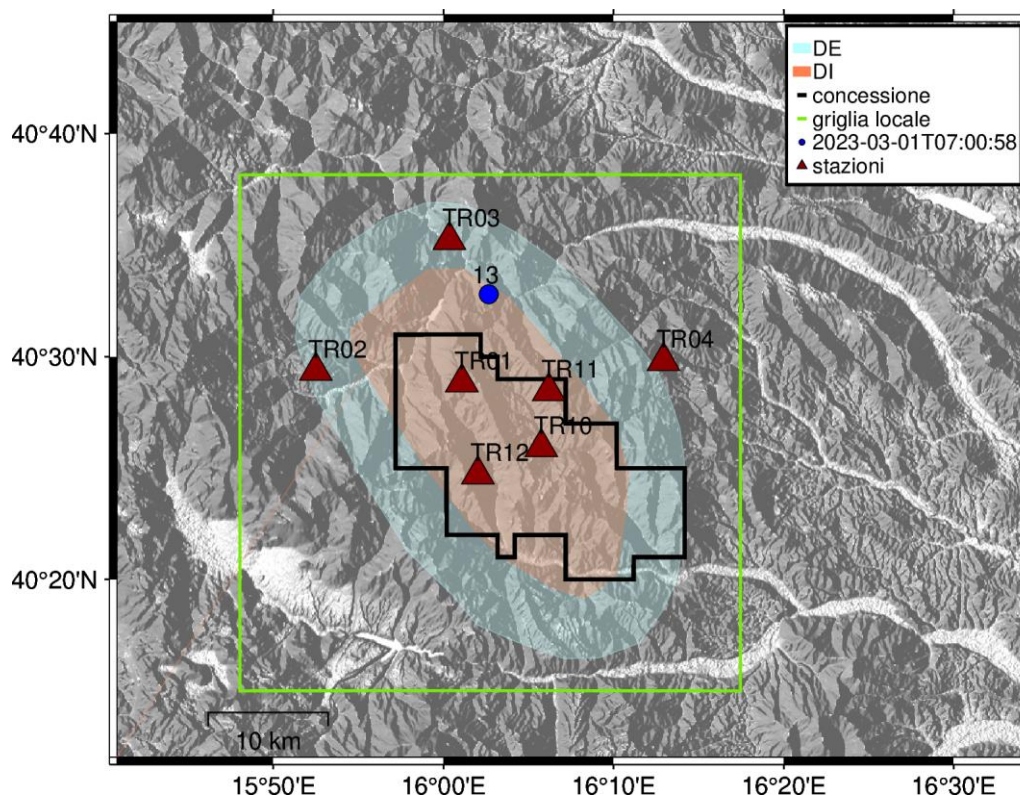 DE
DI
concessione
griglia locale
2023-03-01T07:00:58
stazioni
40°40'N
40°30'N
40°20'N
TR03
13
TR02
TR04
TR01
TR11
TR10
TR12
10 km
15°50'E
16°00'E
16°10'E
16°20'E
16°30'E